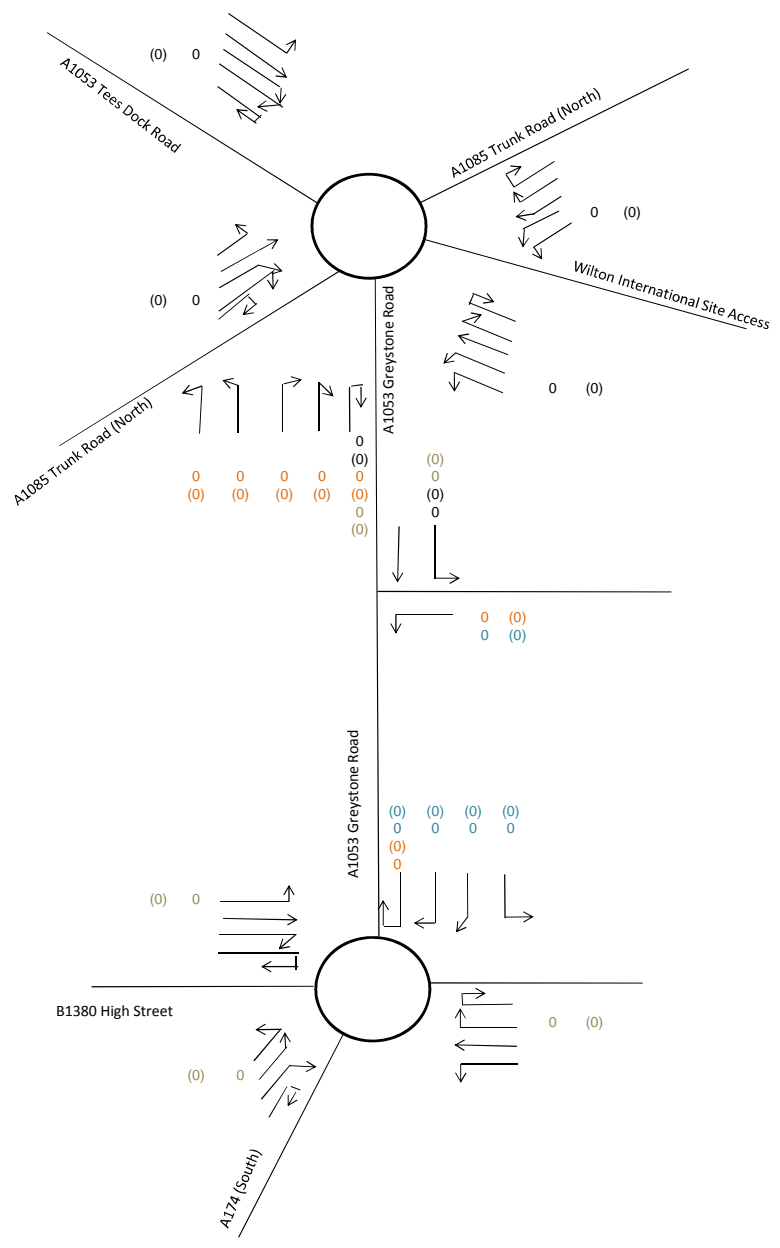 (0) 0
A1053 Tees Dock Road
A1085 Trunk Road (North)
0 (0)
Wilton International Site Access
(0) 0
A1053 Greystone Road
0 (0)
A1085 Trunk Road (North)
0
(0) (0)
0 0 0 0 0 0
(0) (0) (0) (0) (0) (0)
0 0
(0)
0 (0)
0 (0)
A1053 Greystone Road
(0) (0) (0) (0)
0 0 0 0
(0)
0
(0) 0
B1380 High Street
0 (0)
(0) 0
A174 (South)